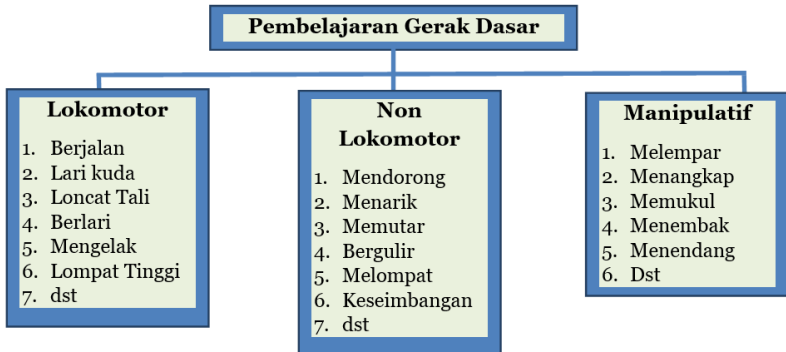 Pembelajaran Gerak Dasar
Lokomotor
1. Berjalan
2. Lari kuda
3. Loncat Tali
4. Berlari
5. Mengelak
6. Lompat Tinggi
7. dst
Non
Lokomotor
1. Mendorong
2. Menarik
3. Memutar
4. Bergulir
5. Melompat
6. Keseimbangan
7. dst
Manipulatif
1. Melempar
2. Menangkap
3. Memukul
4. Menembak
5. Menendang
6. Dst